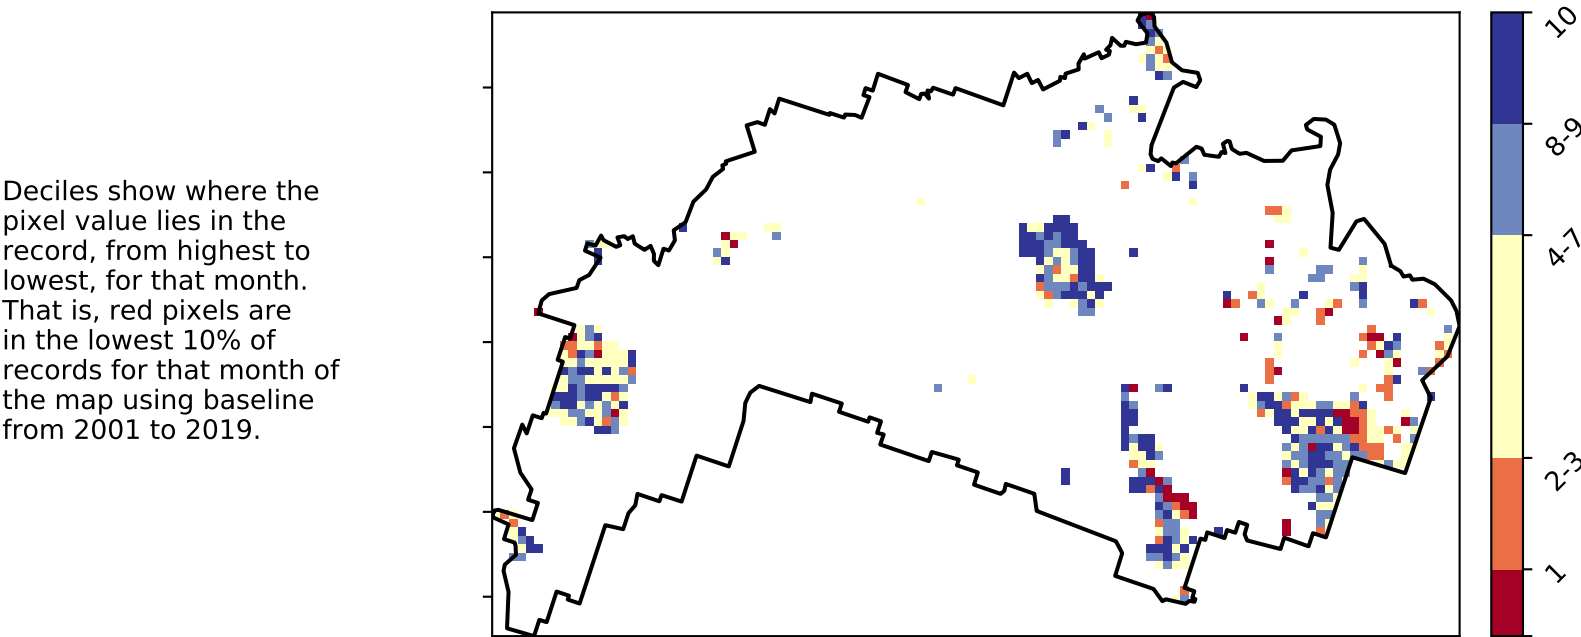 Deciles show where the
pixel value lies in the
record, from highest to
lowest, for that month.
That is, red pixels are
in the lowest 10% of
records for that month of
the map using baseline
from 2001 to 2019.
10
8-9
4-7
2-3
1